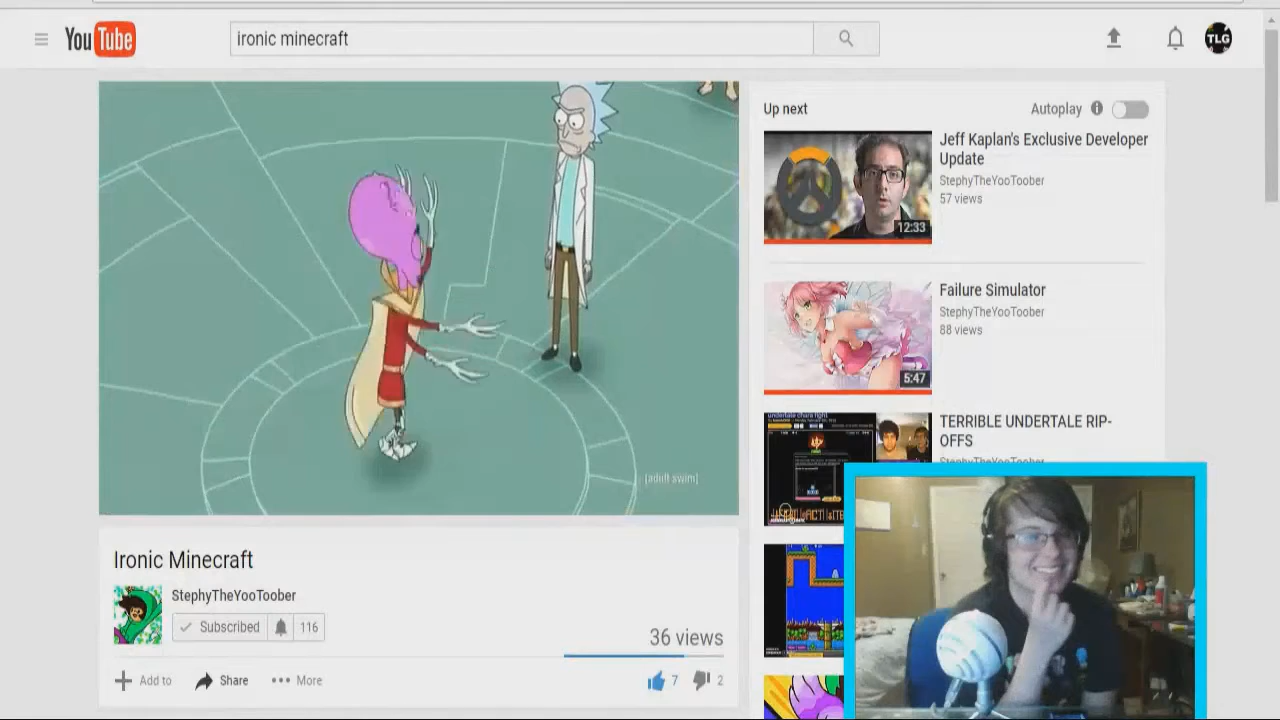 YouTube
ironic minecraft
TLG
[adult swim]
Ironic Minecraft
StephyTheYooToober
Subscribed 116
36 views
Add to
Share
More
7
2
Up next
Autoplay
Jeff Kaplan's Exclusive Developer
Update
StephyTheYooToober
57 views
12:33
Failure Simulator
StephyTheYooToober
88 views
5:47
TERRIBLE UNDERTALE RIP-
OFFS
StephyTheYooToober